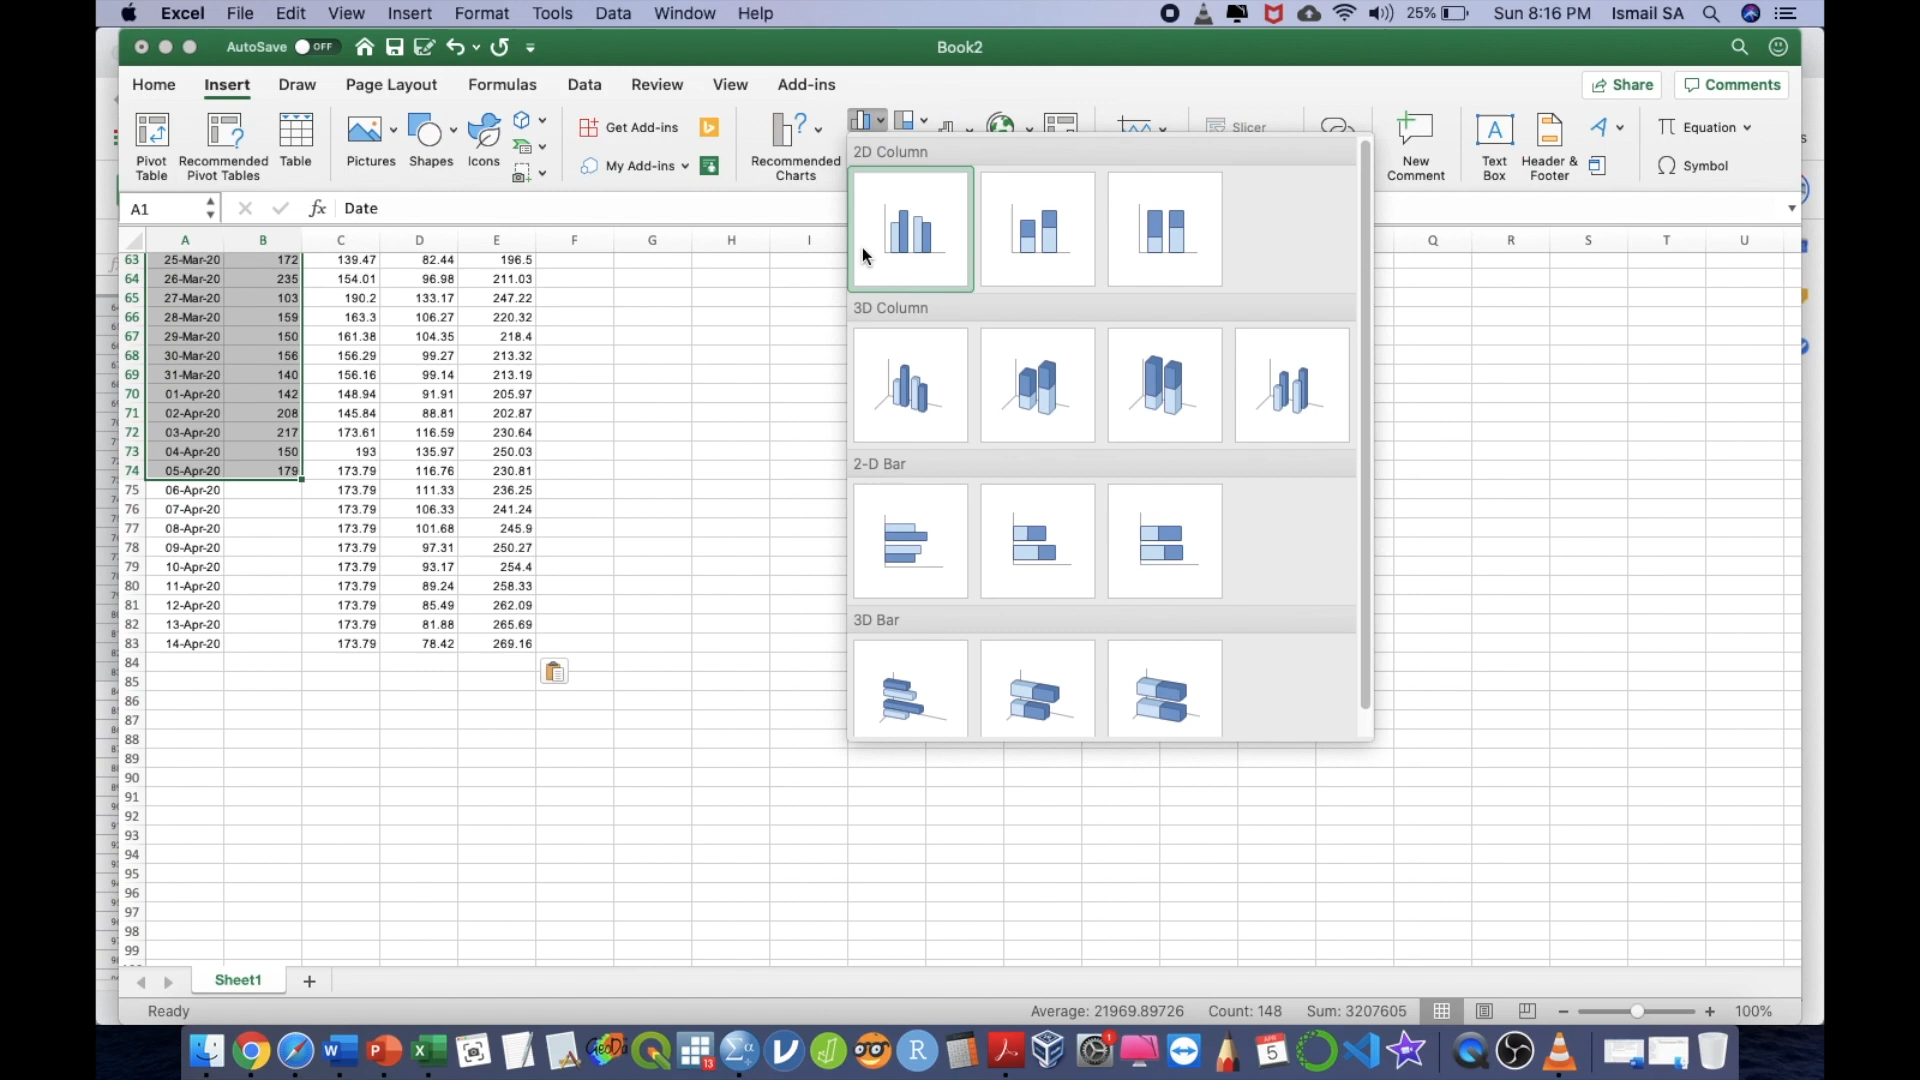 Excel File Edit View Insert Format Tools Data Window Help 25% Sun 8:16 PM Ismail SA
AutoSave OFF Book2
Home Insert Draw Page Layout Formulas Data Review View Add-ins Share Comments
Pivot Table
Recommended Pivot Tables
Table
Pictures
Shapes
Icons
Get Add-ins
My Add-ins
Recommended Charts
Slicer
New Comment
Text Box
Header & Footer
Equation
Symbol
A1 fx Date
A B C D E F G H I Q R S T U
63 25-Mar-20 172 139.47 82.44 196.5
64 26-Mar-20 235 154.01 96.98 211.03
65 27-Mar-20 103 190.2 133.17 247.22
66 28-Mar-20 159 163.3 106.27 220.32
67 29-Mar-20 150 161.38 104.35 218.4
68 30-Mar-20 156 156.29 99.27 213.32
69 31-Mar-20 140 156.16 99.14 213.19
70 01-Apr-20 142 148.94 91.91 205.97
71 02-Apr-20 208 145.84 88.81 202.87
72 03-Apr-20 217 173.61 116.59 230.64
73 04-Apr-20 150 193 135.97 250.03
74 05-Apr-20 179 173.79 116.76 230.81
75 06-Apr-20 173.79 111.33 236.25
76 07-Apr-20 173.79 106.33 241.24
77 08-Apr-20 173.79 101.68 245.9
78 09-Apr-20 173.79 97.31 250.27
79 10-Apr-20 173.79 93.17 254.4
80 11-Apr-20 173.79 89.24 258.33
81 12-Apr-20 173.79 85.49 262.09
82 13-Apr-20 173.79 81.88 265.69
83 14-Apr-20 173.79 78.42 269.16
84
85
86
87
88
89
90
91
92
93
94
95
96
97
98
99
2D Column
3D Column
2-D Bar
3D Bar
Sheet1
Ready Average: 21969.89726 Count: 148 Sum: 3207605 100%